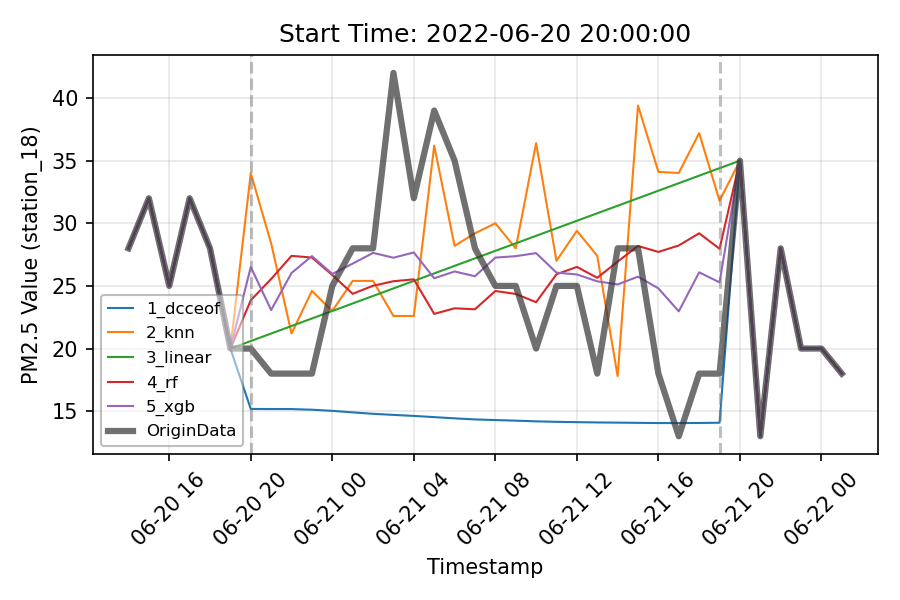 Start Time: 2022-06-20 20:00:00
PM2.5 Value (station_18)
40
35
30
25
20
15
1_dcceof
2_knn
3_linear
4_rf
5_xgb
OriginData
06-20 16
06-20 20
06-21 00
06-21 04
06-21 08
06-21 12
06-21 16
06-21 20
06-22 00
Timestamp